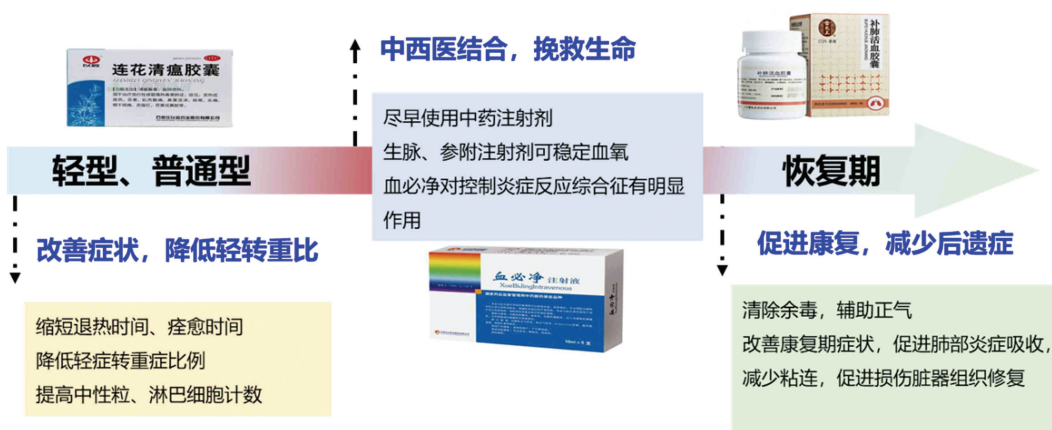 连花清瘟胶囊
轻型、普通型
改善症状，降低轻转重比
缩短退热时间、痊愈时间
降低轻症转重症比例
提高中性粒、淋巴细胞计数
中西医结合，挽救生命
尽早使用中药注射剂
生脉、参附注射剂可稳定血氧
血必净对控制炎症反应综合征有明显
作用
血必净 注射液
XueBiJingIntravenous
补肺活血胶囊
补肺活血胶囊
恢复期
促进康复，减少后遗症
清除余毒，辅助正气
改善康复期症状，促进肺部炎症吸收，
减少粘连，促进损伤脏器组织修复